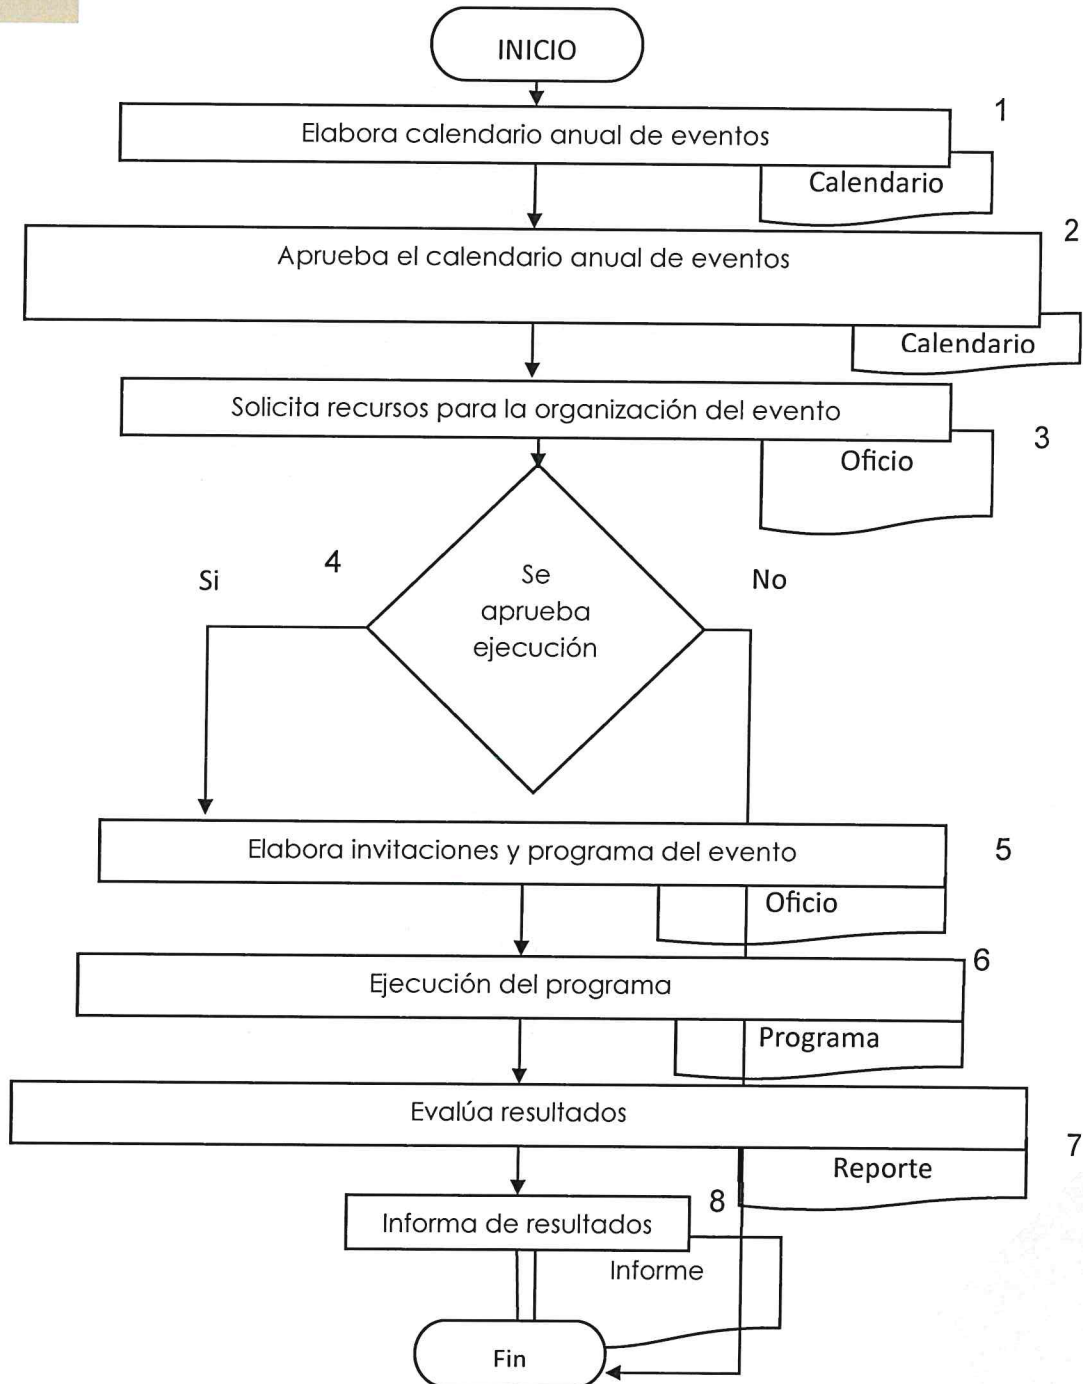 INICIO
1
Elabora calendario anual de eventos
Calendario
2
Aprueba el calendario anual de eventos
Calendario
Solicita recursos para la organización del evento
3
Oficio
4
Si
No
Se
aprueba
ejecución
Elabora invitaciones y programa del evento
5
Oficio
6
Ejecución del programa
Programa
Evalúa resultados
7
Reporte
8
Informa de resultados
Informe
Fin